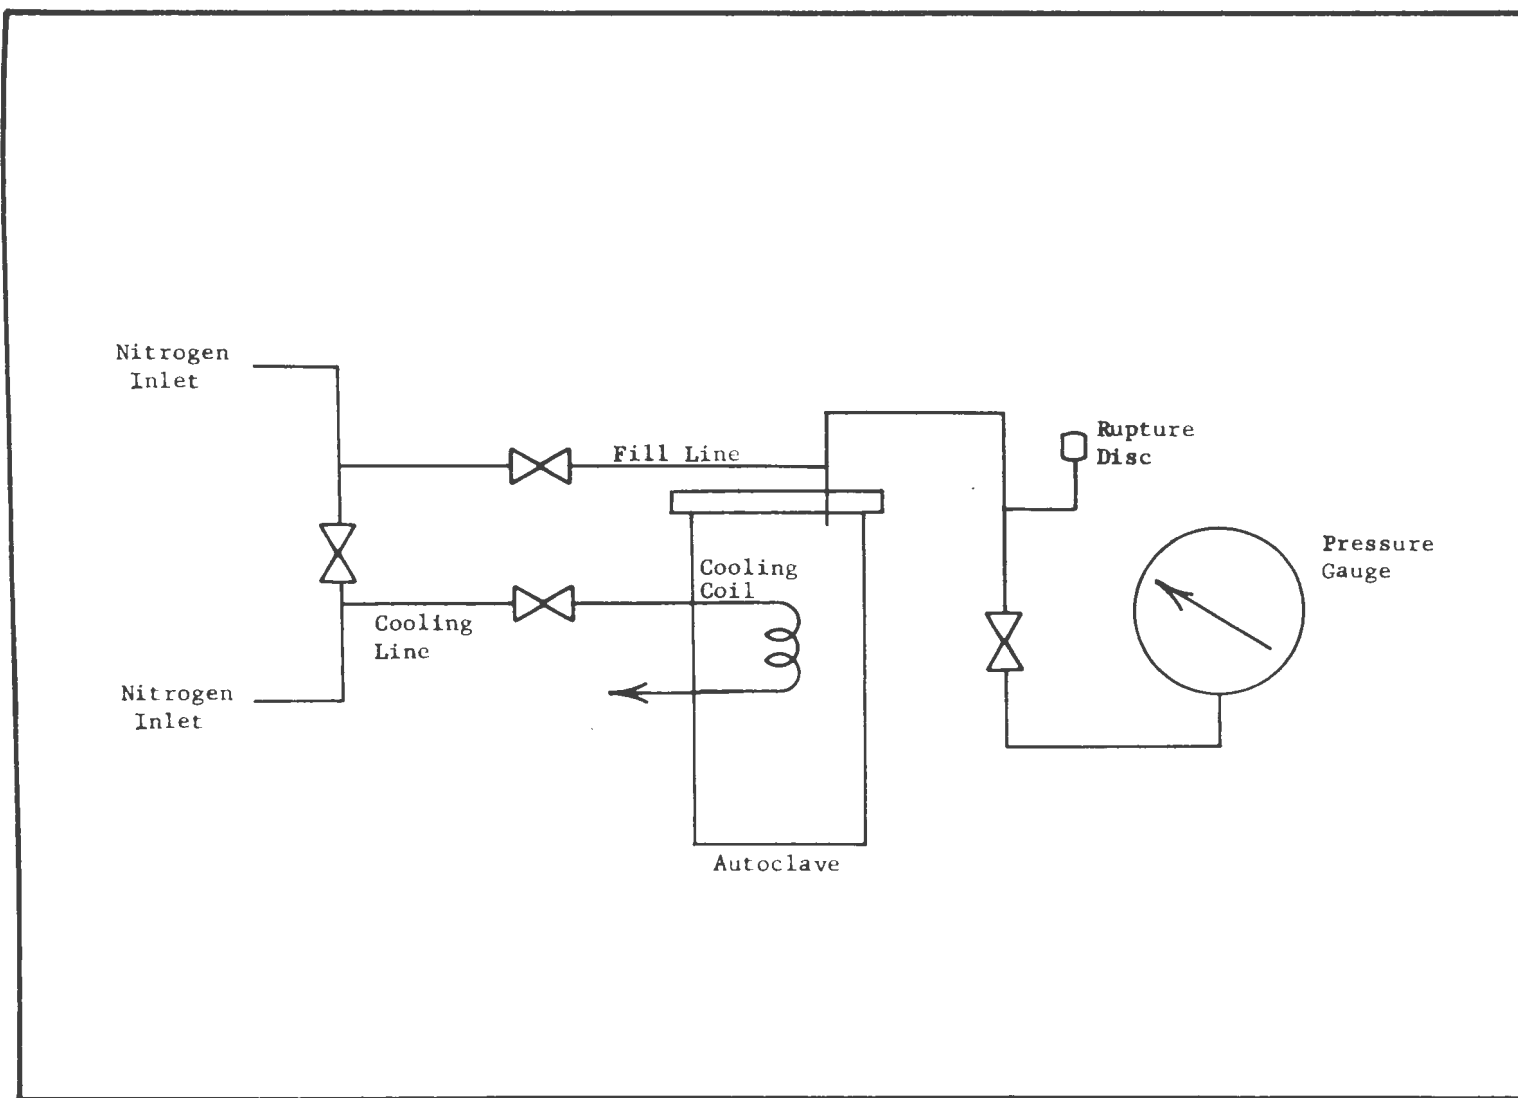 Nitrogen
Inlet
Fill Line
Rupture
Disc
Pressure
Gauge
Cooling
Coil
Cooling
Line
Nitrogen
Inlet
Autoclave